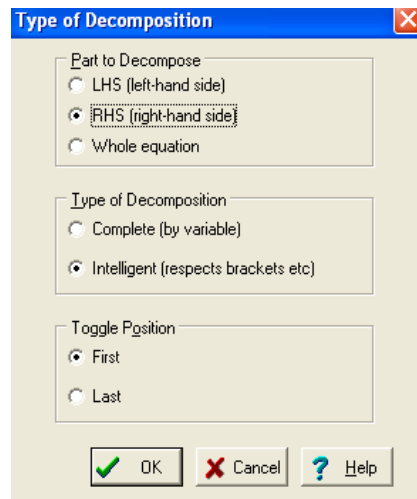 Type of Decomposition
Part to Decompose
LHS (left-hand side)
RHS (right-hand side)
Whole equation
Type of Decomposition
Complete (by variable)
Intelligent (respects brackets etc)
Toggle Position
First
Last
OK Cancel ? Help